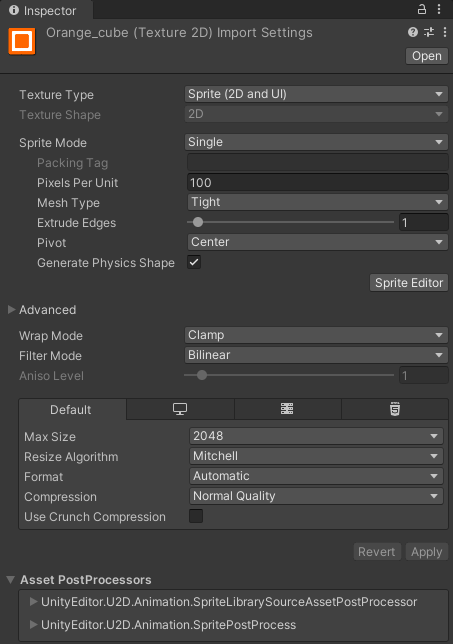 Inspector
Orange_cube (Texture 2D) Import Settings
Open
Texture Type Sprite (2D and UI)
Texture Shape 2D
Sprite Mode Single
Packing Tag
Pixels Per Unit 100
Mesh Type Tight
Extrude Edges 1
Pivot Center
Generate Physics Shape
Sprite Editor
Advanced
Wrap Mode Clamp
Filter Mode Bilinear
Aniso Level 1
Default
Max Size 2048
Resize Algorithm Mitchell
Format Automatic
Compression Normal Quality
Use Crunch Compression
Revert Apply
Asset PostProcessors
UnityEditor.U2D.Animation.SpriteLibrarySourceAssetPostProcessor
UnityEditor.U2D.Animation.SpritePostProcess